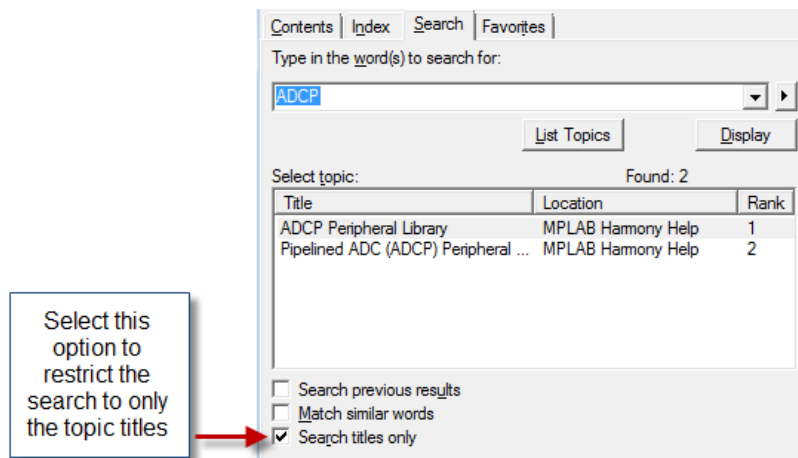 Contents Index Search Favorites
Type in the word(s) to search for:
ADCP
List Topics Display
Select topic: Found: 2
Title Location Rank
ADCP Peripheral Library MPLAB Harmony Help 1
Pipelined ADC (ADCP) Peripheral ... MPLAB Harmony Help 2
Select this
option to
restrict the
search to only
the topic titles
Search previous results
Match similar words
Search titles only